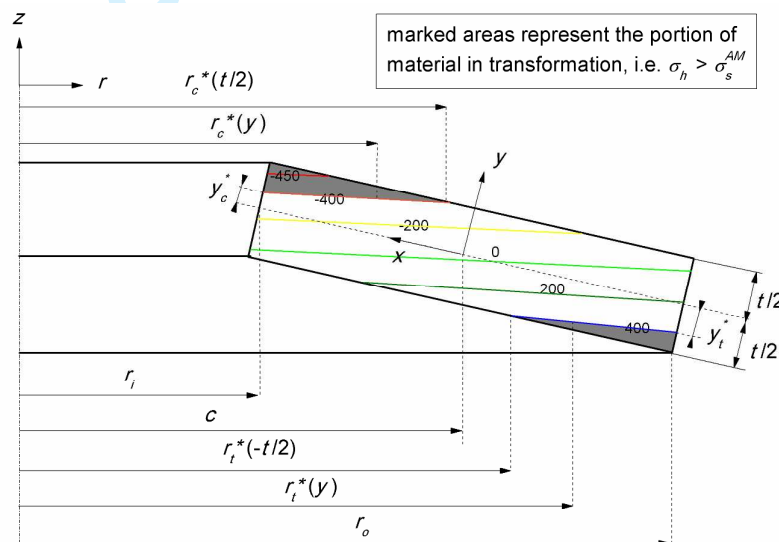 z
marked areas represent the portion of
material in transformation, i.e. σ_h > σ_s^AM
r
r_c*(t/2)
r_c*(y)
y
-450
y_c^*
-400
-200
x
0
200
400
t/2
y_t^*
t/2
r_i
c
r_t*(-t/2)
r_t*(y)
r_o